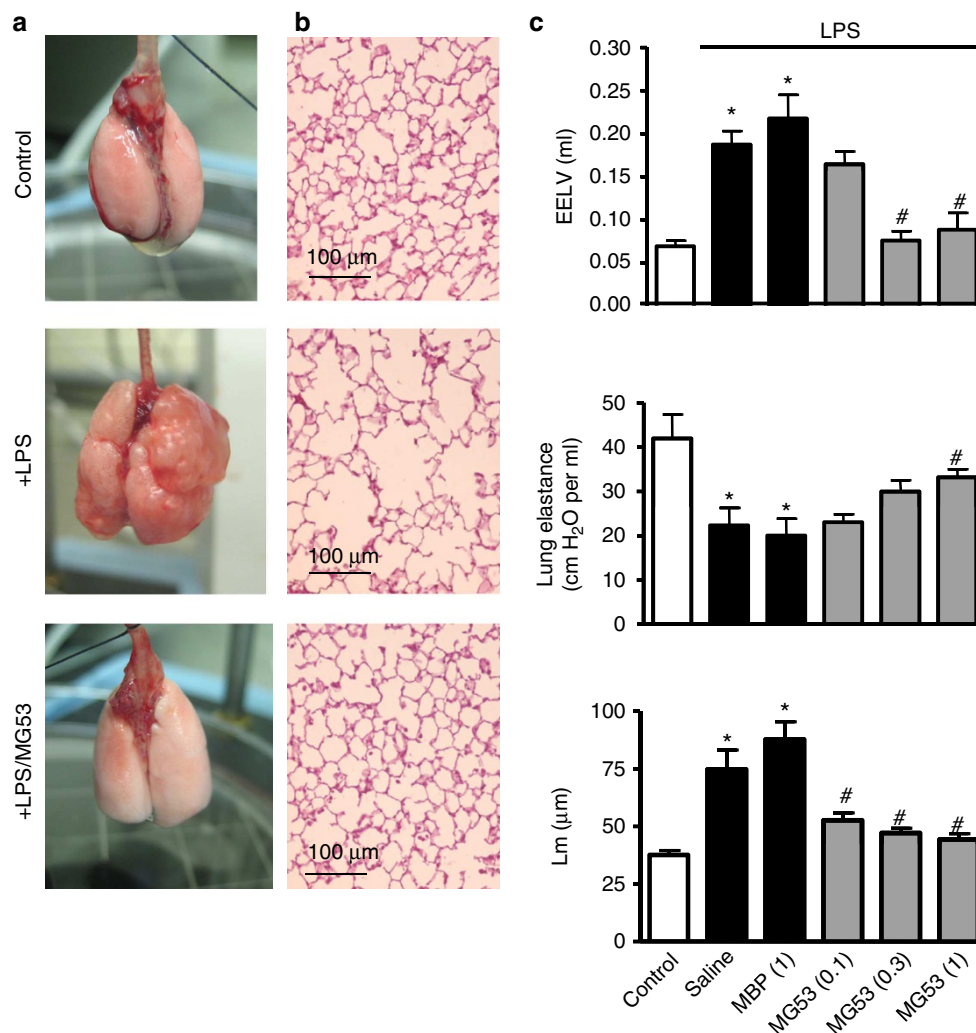 a
Control
+LPS
+LPS/MG53
b
100 μm
100 μm
100 μm
c
LPS
EELV (ml)
0.30
0.25
0.20
0.15
0.10
0.05
0.00
*
*
#
#
Lung elastance
(cm H₂O per ml)
50
40
30
20
10
0
*
*
#
Lm (μm)
100
75
50
25
0
*
*
#
#
#
Control
Saline
MBP (1)
MG53 (0.1)
MG53 (0.3)
MG53 (1)